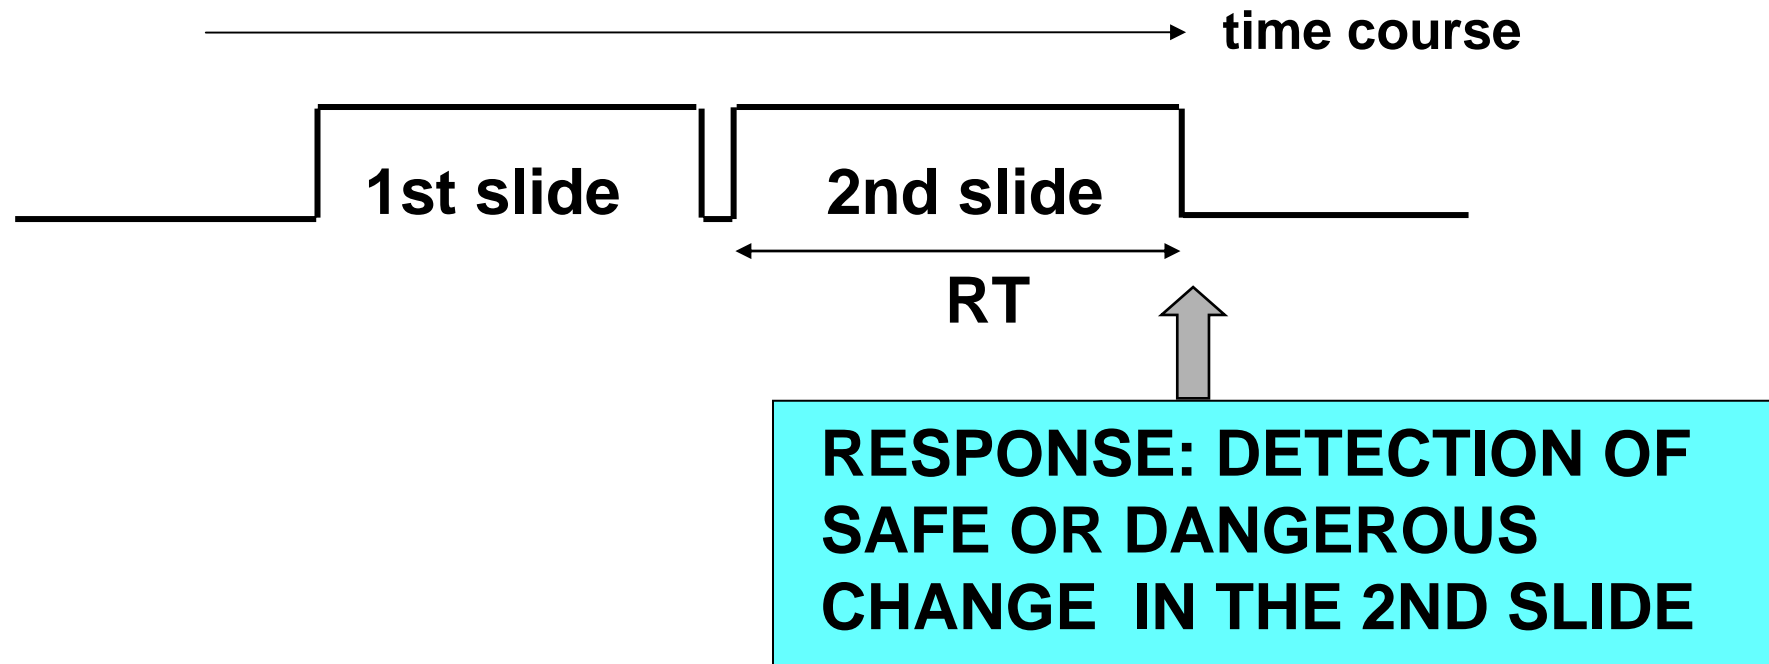 time course
1st slide
2nd slide
RT
RESPONSE: DETECTION OF
SAFE OR DANGEROUS
CHANGE  IN THE 2ND SLIDE